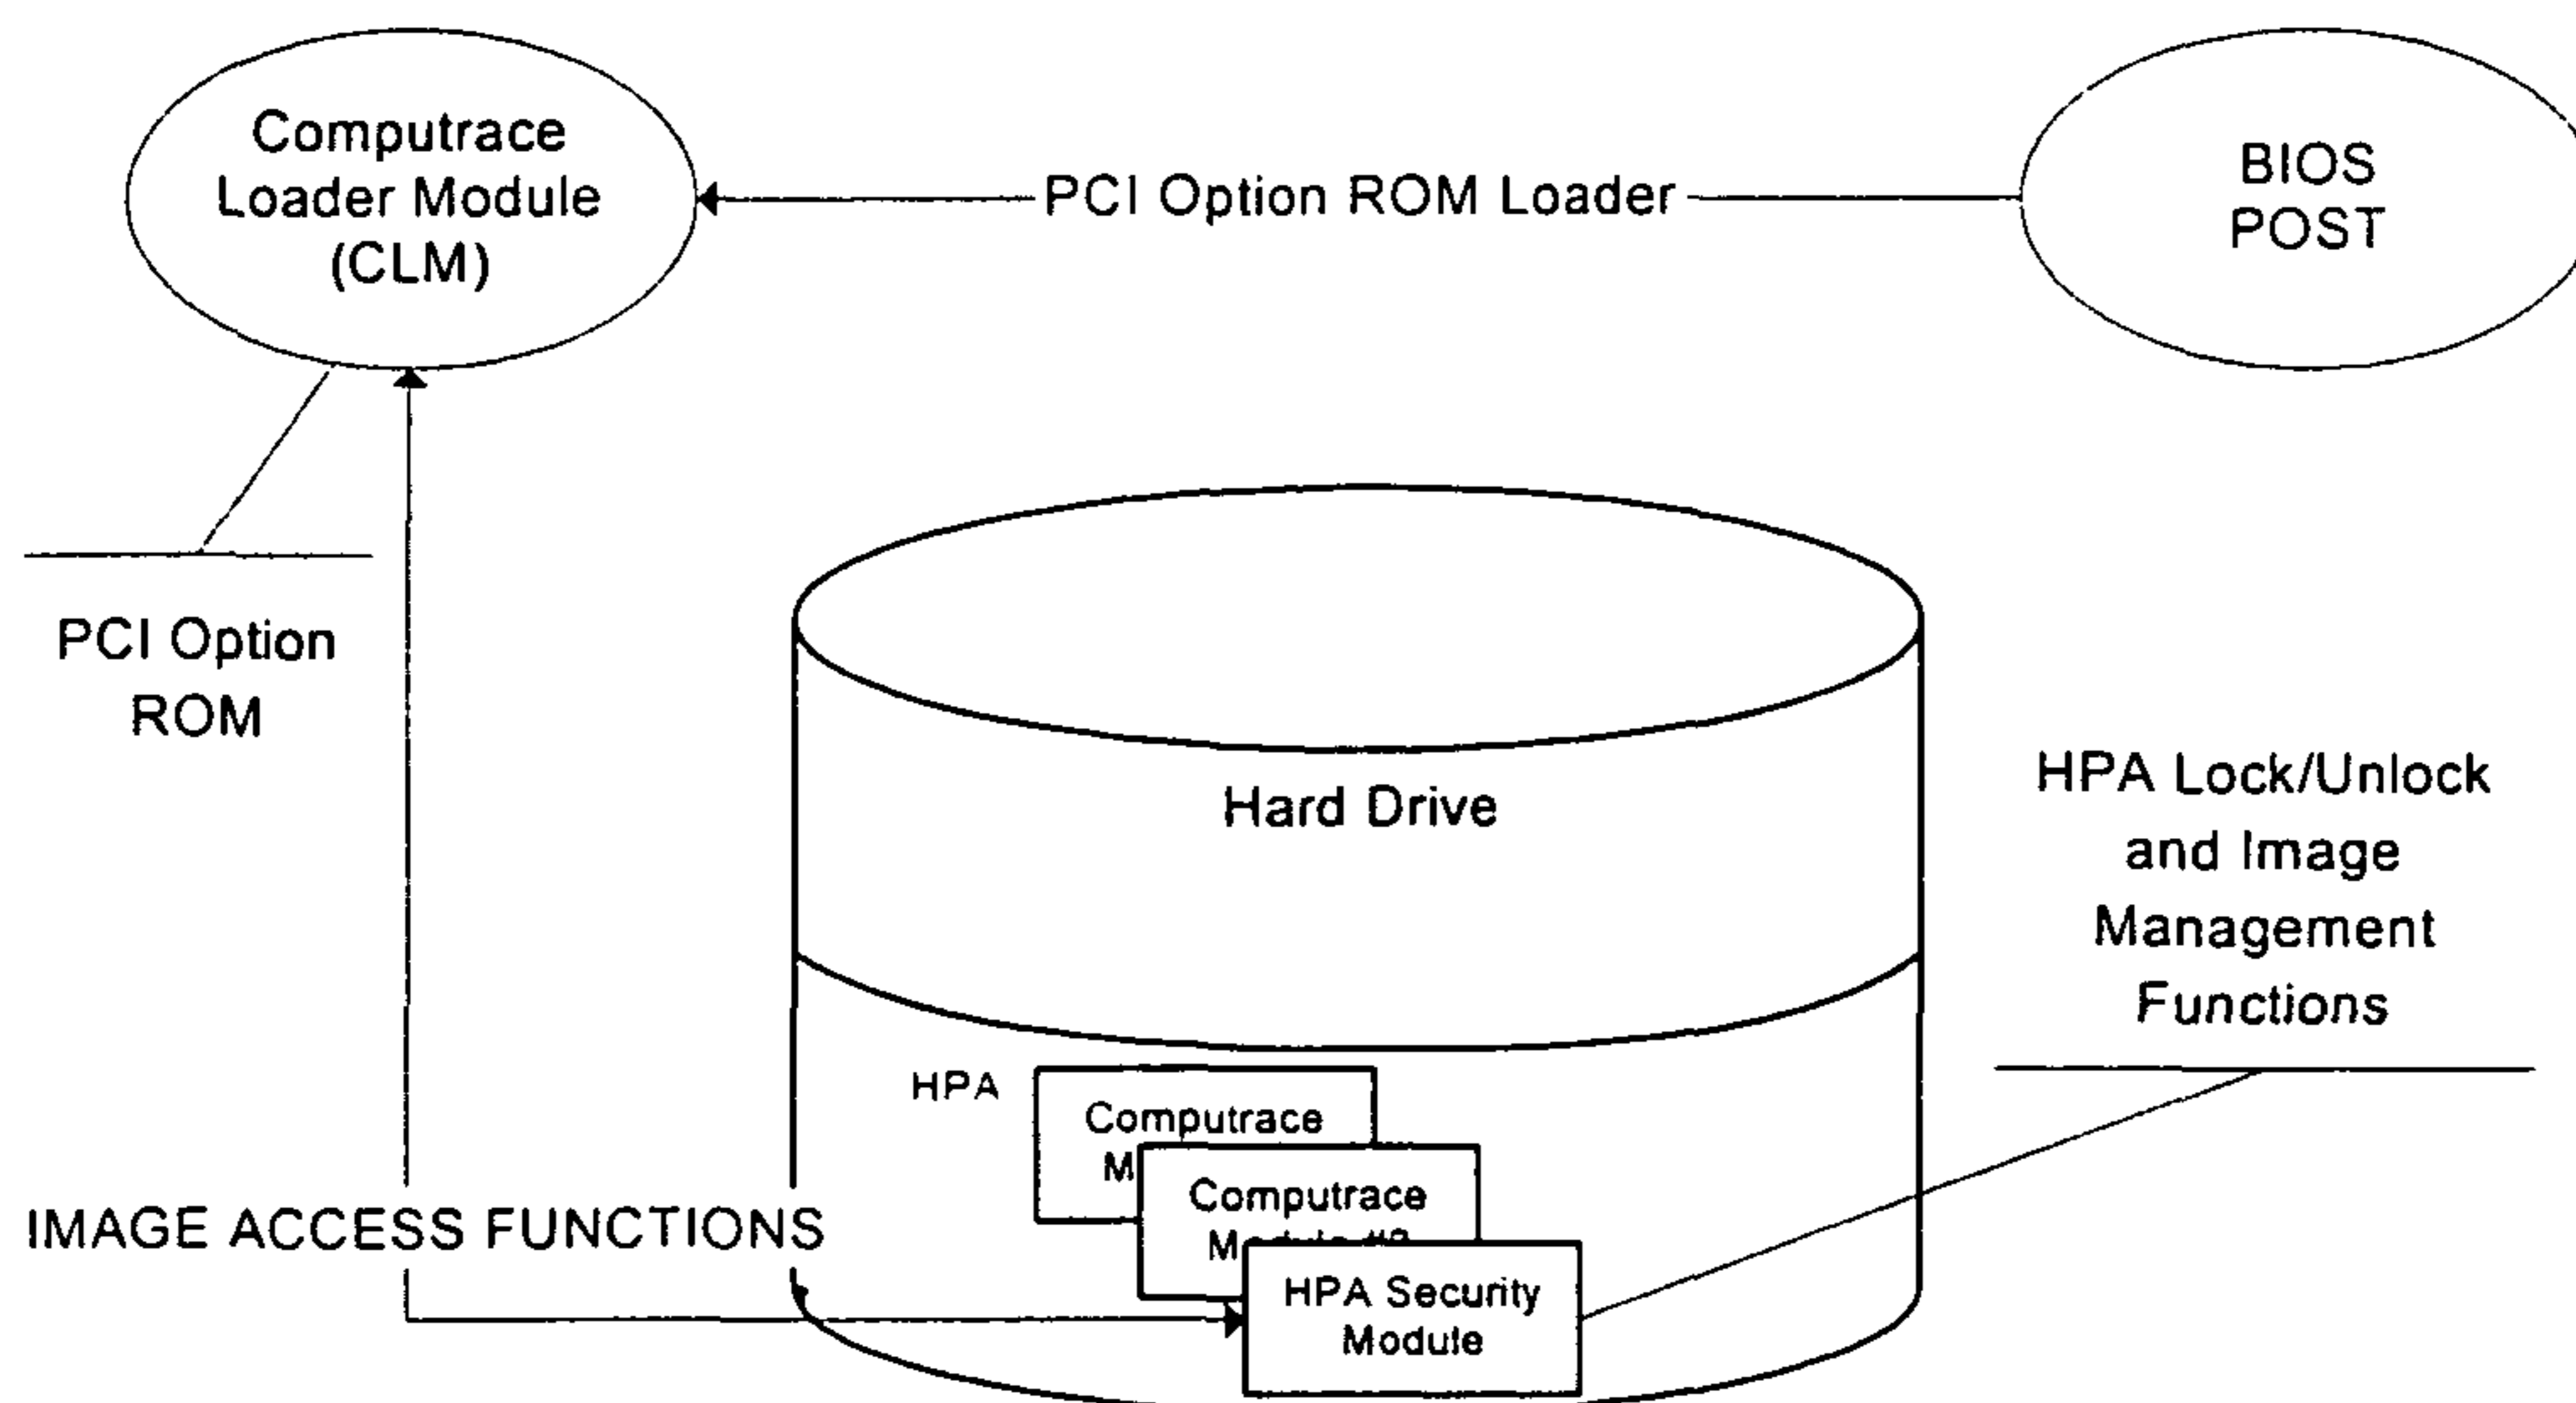 Computrace
Loader Module
(CLM)
PCI Option ROM Loader
BIOS
POST
PCI Option
ROM
Hard Drive
HPA Lock/Unlock
and Image
Management
Functions
HPA
Computrace
Computrace
IMAGE ACCESS FUNCTIONS
HPA Security
Module